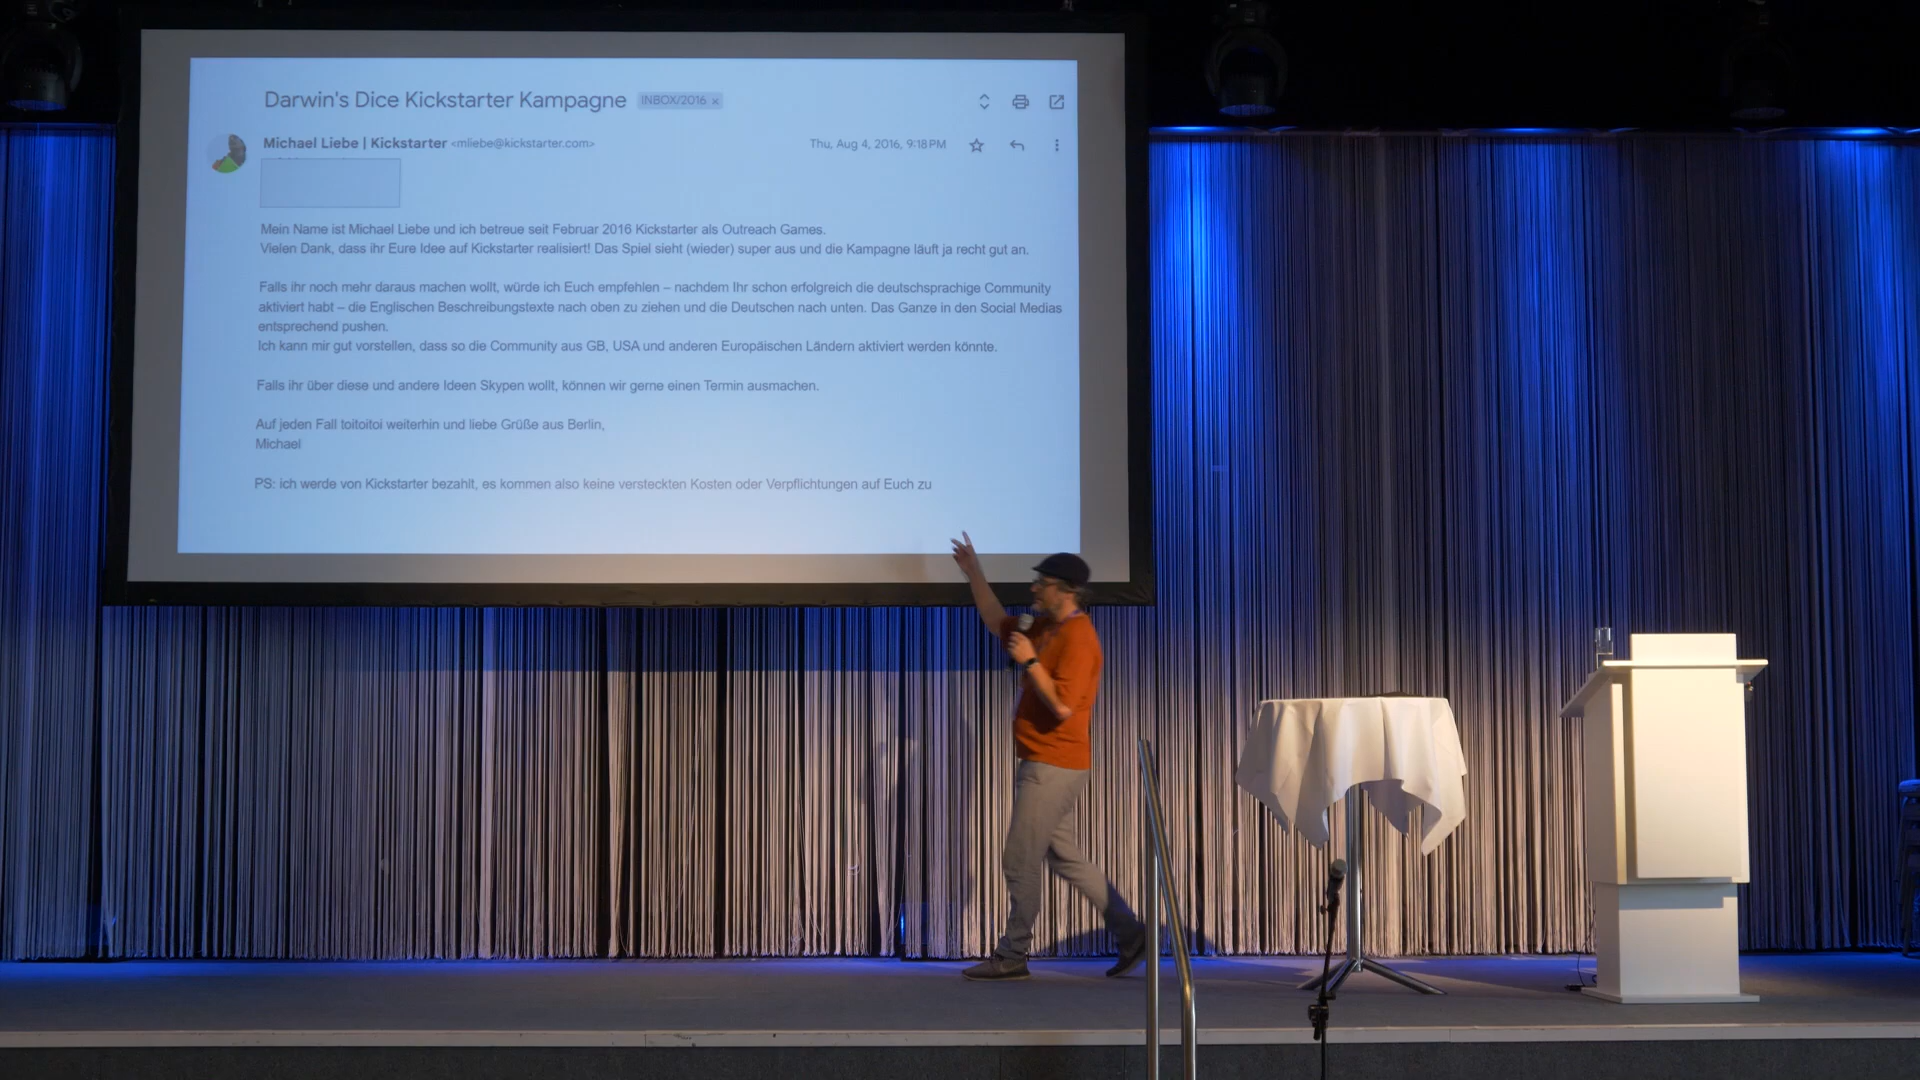 Darwin's Dice Kickstarter Kampagne INBOX/2016 x
Michael Liebe | Kickstarter <mliebe@kickstarter.com> Thu, Aug 4, 2016, 9:18 PM
Mein Name ist Michael Liebe und ich betreue seit Februar 2016 Kickstarter als Outreach Games.
Vielen Dank, dass ihr Eure Idee auf Kickstarter realisiert! Das Spiel sieht (wieder) super aus und die Kampagne läuft ja recht gut an.
Falls ihr noch mehr daraus machen wollt, würde ich Euch empfehlen – nachdem Ihr schon erfolgreich die deutschsprachige Community
aktiviert habt – die Englischen Beschreibungstexte nach oben zu ziehen und die Deutschen nach unten. Das Ganze in den Social Medias
entsprechend pushen.
Ich kann mir gut vorstellen, dass so die Community aus GB, USA und anderen Europäischen Ländern aktiviert werden könnte.
Falls ihr über diese und andere Ideen Skypen wollt, können wir gerne einen Termin ausmachen.
Auf jeden Fall toitoitoi weiterhin und liebe Grüße aus Berlin,
Michael
PS: ich werde von Kickstarter bezahlt, es kommen also keine versteckten Kosten oder Verpflichtungen auf Euch zu